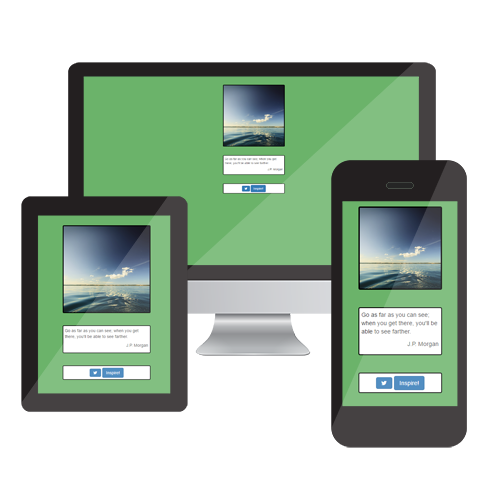 Go as far as you can see; when you get
there, you'll be able to see farther.
J.P. Morgan
Inspire!
Go as far as you can see; when you get
there, you'll be able to see farther.
J.P. Morgan
Inspire!
Go as far as you can see;
when you get there, you'll be
able to see farther.
J.P. Morgan
Inspire!